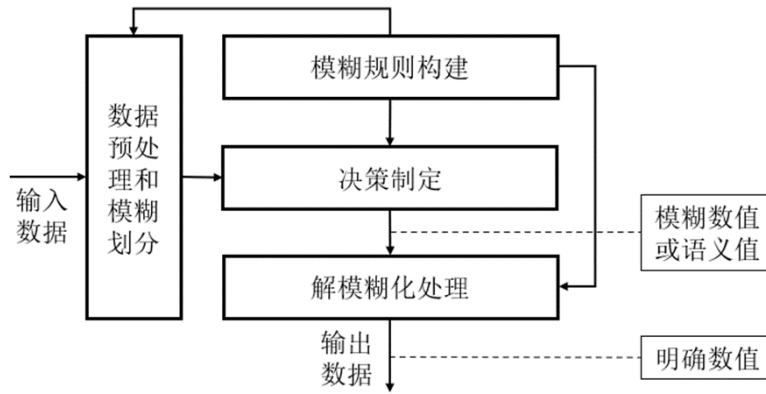 模糊规则构建
数据
预处
理和
模糊
划分
输入
数据
决策制定
模糊数值
或语义值
解模糊化处理
输出
数据
明确数值